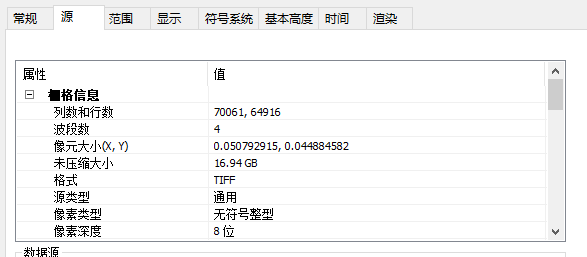 常规 源 范围 显示 符号系统 基本高度 时间 渲染
属性 值
栅格信息
列数和行数 70061, 64916
波段数 4
像元大小(X, Y) 0.050792915, 0.044884582
未压缩大小 16.94 GB
格式 TIFF
源类型 通用
像素类型 无符号整型
像素深度 8 位
数据源